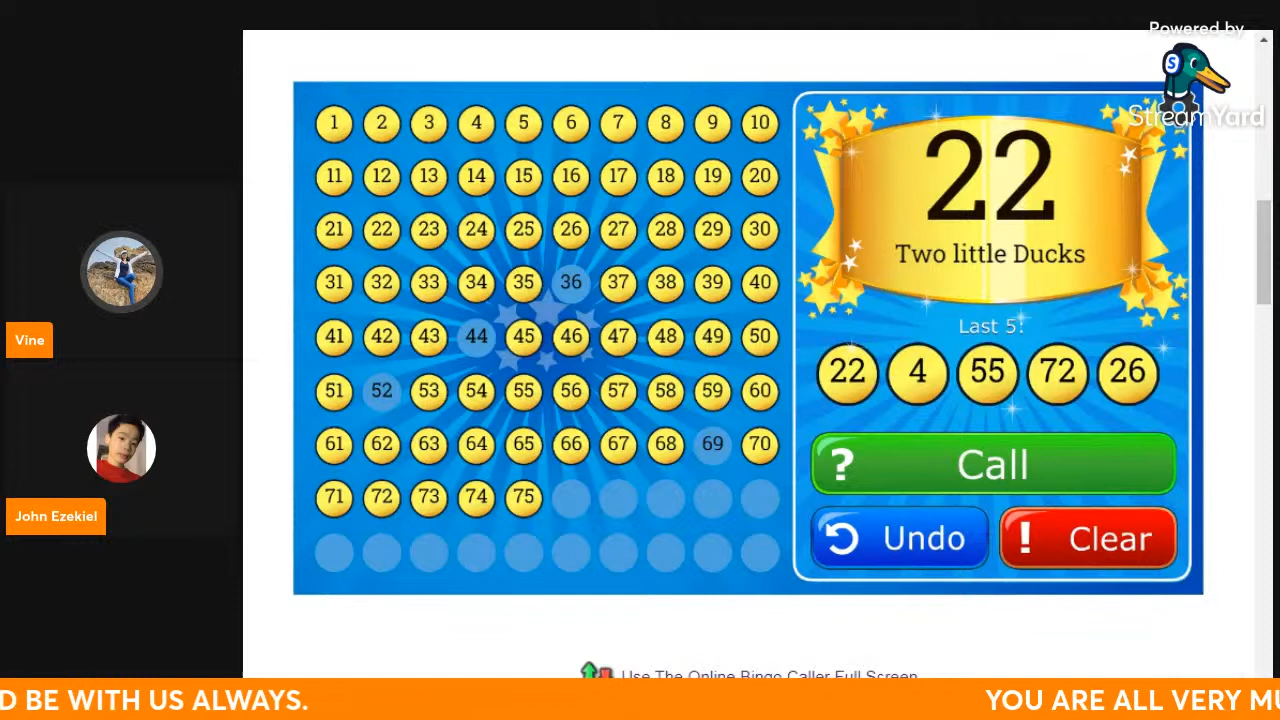 Powered by
StreamYard
1 2 3 4 5 6 7 8 9 10
11 12 13 14 15 16 17 18 19 20
21 22 23 24 25 26 27 28 29 30
31 32 33 34 35 36 37 38 39 40
41 42 43 44 45 46 47 48 49 50
51 52 53 54 55 56 57 58 59 60
61 62 63 64 65 66 67 68 69 70
71 72 73 74 75
22
Two little Ducks
Last 5!
22 4 55 72 26
? Call
Undo
! Clear
Vine
John Ezekiel
Use The Online Bingo Caller Full Screen
D BE WITH US ALWAYS.
YOU ARE ALL VERY MU